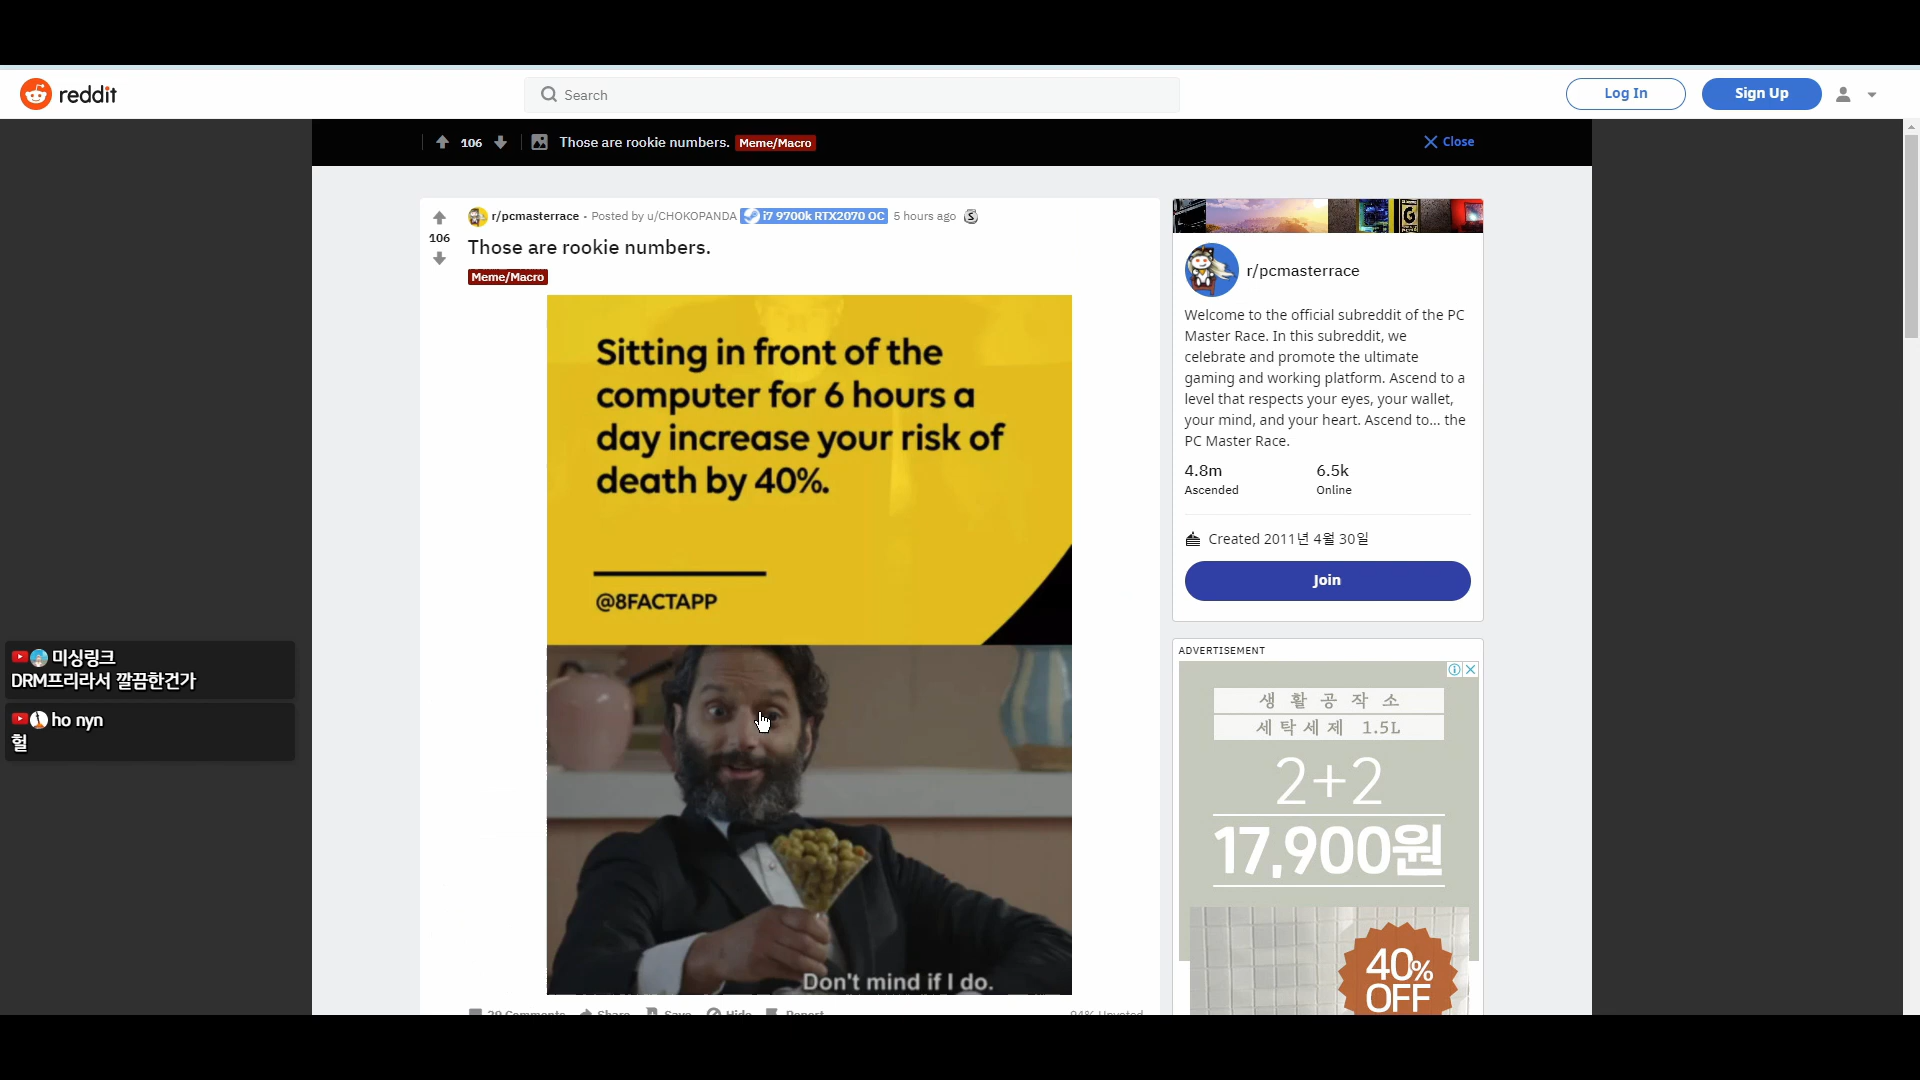 reddit
Search
Log In
Sign Up
106
Those are rookie numbers. Meme/Macro
Close
r/pcmasterrace · Posted by u/CHOKOPANDA i7 9700k RTX2070 OC 5 hours ago
106
Those are rookie numbers.
Meme/Macro
Sitting in front of the
computer for 6 hours a
day increase your risk of
death by 40%.
@8FACTAPP
Don't mind if I do.
29 Comments Share Save Hide Report
94% Upvoted
r/pcmasterrace
Welcome to the official subreddit of the PC
Master Race. In this subreddit, we
celebrate and promote the ultimate
gaming and working platform. Ascend to a
level that respects your eyes, your wallet,
your mind, and your heart. Ascend to... the
PC Master Race.
4.8m 6.5k
Ascended Online
Created 2011년 4월 30일
Join
ADVERTISEMENT
생활공작소
세탁세제 1.5L
2+2
17,900원
40%
OFF
미싱링크
DRM프리라서 깔끔한건가
ho nyn
헐